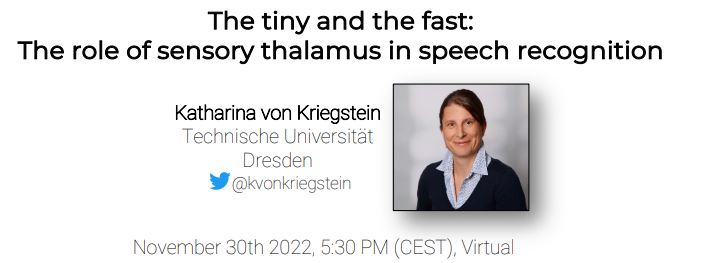 The tiny and the fast:
The role of sensory thalamus in speech recognition
Katharina von Kriegstein
Technische Universität
Dresden
@kvonkriegstein
November 30th 2022, 5:30 PM (CEST), Virtual